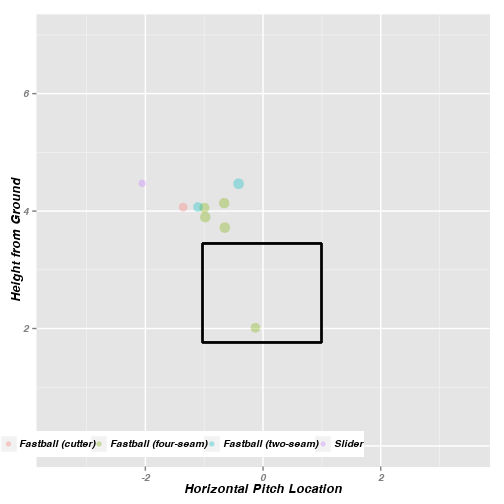 6
4
2
Height from Ground
Fastball (cutter) Fastball (four-seam) Fastball (two-seam) Slider
-2 0 2
Horizontal Pitch Location